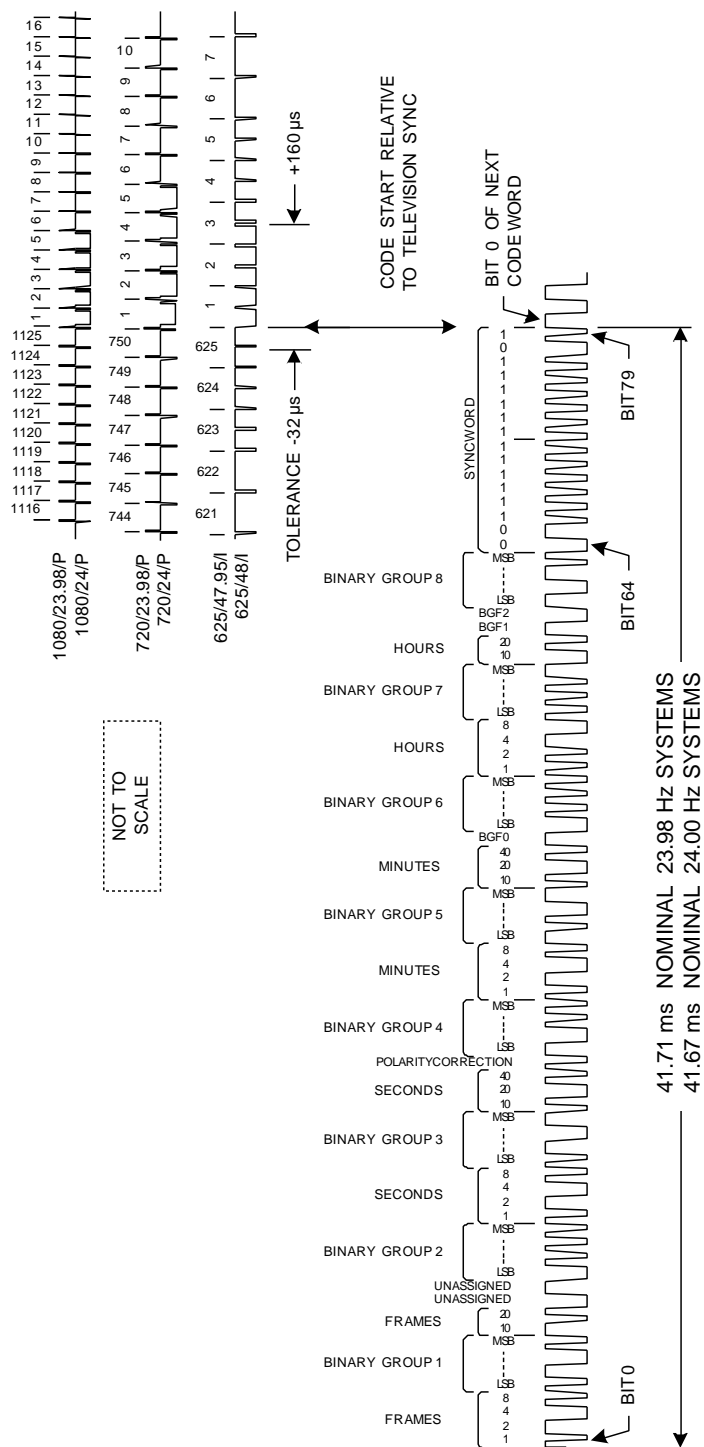 16
15
14
13
12
11
10
9
8
7
6
5
4
3
2
1
1125
1124
1123
1122
1121
1120
1119
1118
1117
1116
1080/23.98/P
1080/24/P
10
9
8
7
6
5
4
3
2
1
750
749
748
747
746
745
744
720/23.98/P
720/24/P
7
6
5
4
3
2
1
625
624
623
622
621
625/47.95/I
625/48/I
+160 µs
TOLERANCE -32 µs
CODE START RELATIVE
TO TELEVISION SYNC
NOT TO
SCALE
BIT 0 OF NEXT
CODE WORD
1
0
1
1
1
1
1
1
1
1
1
1
1
1
0
0
SYNCWORD
BIT79
BIT64
BINARY GROUP 8
MSB
LSB
BGF2
BGF1
HOURS
20
10
BINARY GROUP 7
MSB
LSB
HOURS
8
4
2
1
BINARY GROUP 6
MSB
LSB
BGF0
MINUTES
40
20
10
BINARY GROUP 5
MSB
LSB
MINUTES
8
4
2
1
BINARY GROUP 4
MSB
LSB
POLARITYCORRECTION
SECONDS
40
20
10
BINARY GROUP 3
MSB
LSB
SECONDS
8
4
2
1
BINARY GROUP 2
MSB
LSB
UNASSIGNED
UNASSIGNED
FRAMES
20
10
BINARY GROUP 1
MSB
LSB
FRAMES
8
4
2
1
BIT0
41.71 ms NOMINAL 23.98 Hz SYSTEMS
41.67 ms NOMINAL 24.00 Hz SYSTEMS